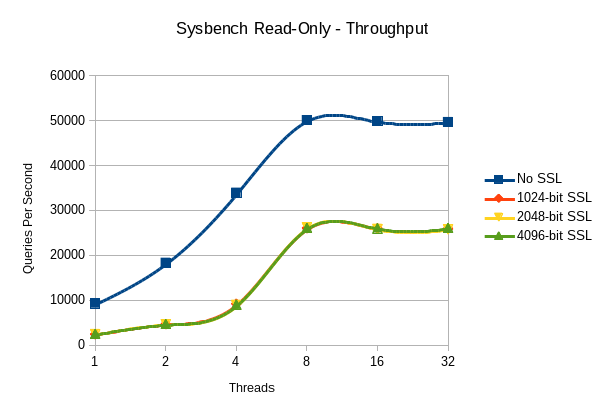 Sysbench Read-Only - Throughput
60000
50000
40000
30000
20000
10000
0
Queries Per Second
1 2 4 8 16 32
Threads
No SSL
1024-bit SSL
2048-bit SSL
4096-bit SSL